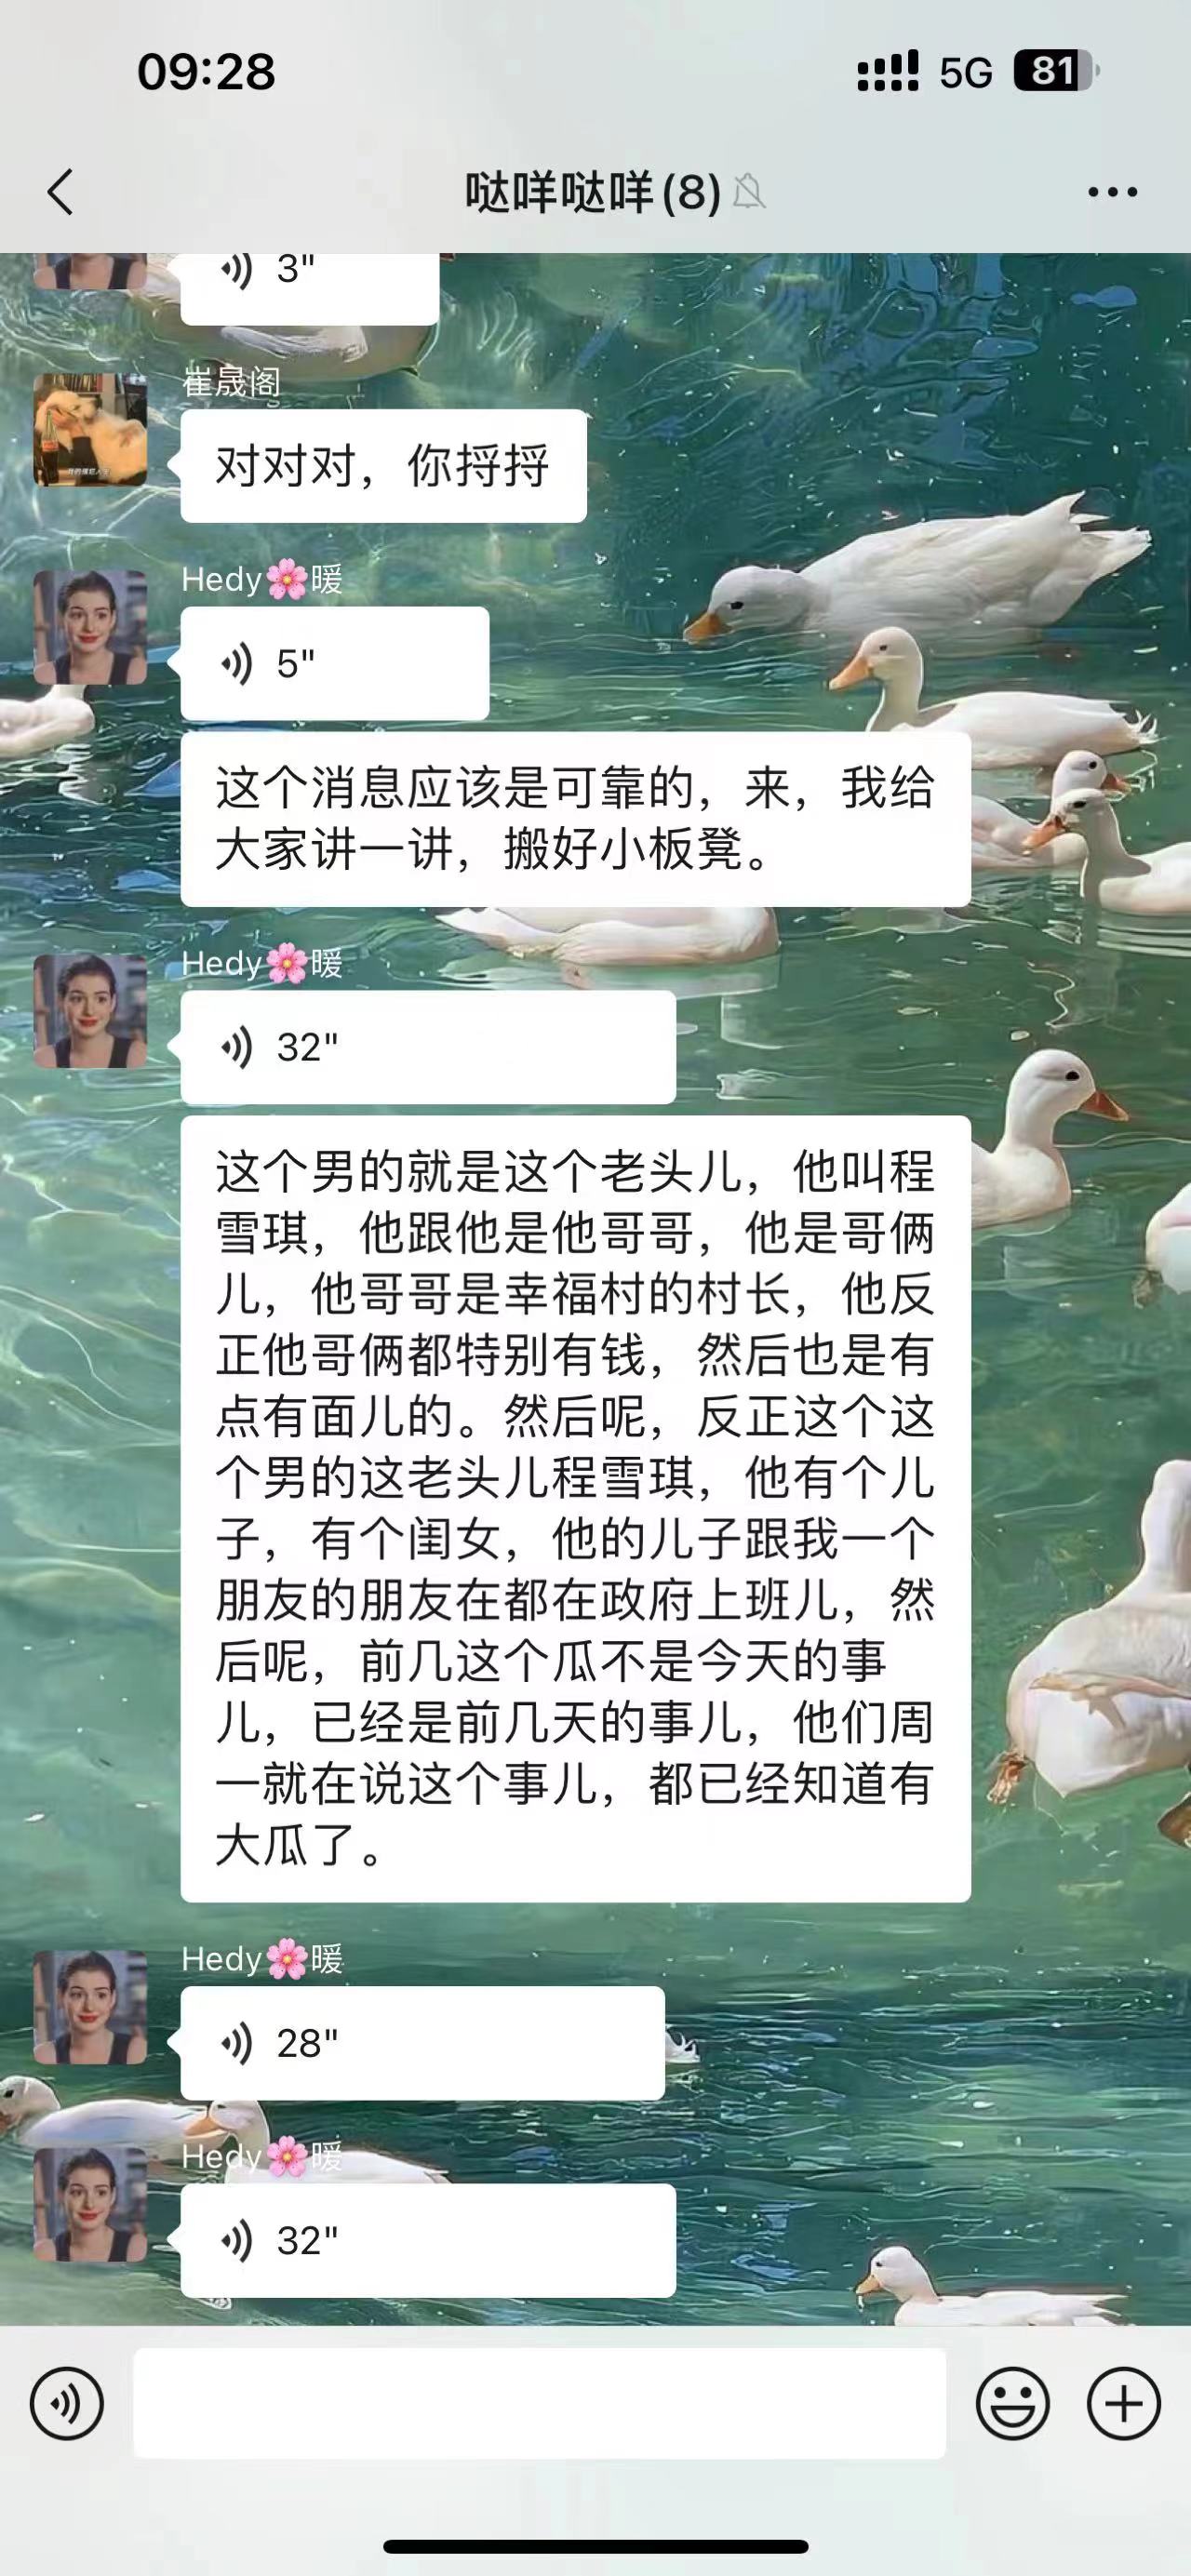 09:28
5G
81
哒咩哒咩(8)
3"
崔晟阁
对对对，你捋捋
Hedy🌸暖
5"
这个消息应该是可靠的，来，我给
大家讲一讲，搬好小板凳。
Hedy🌸暖
32"
这个男的就是这个老头儿，他叫程
雪琪，他跟他是他哥哥，他是哥俩
儿，他哥哥是幸福村的村长，他反
正他哥俩都特别有钱，然后也是有
点有面儿的。然后呢，反正这个这
个男的这老头儿程雪琪，他有个儿
子，有个闺女，他的儿子跟我一个
朋友的朋友在都在政府上班儿，然
后呢，前几这个瓜不是今天的事
儿，已经是前几天的事儿，他们周
一就在说这个事儿，都已经知道有
大瓜了。
Hedy🌸暖
28"
Hedy🌸暖
32"